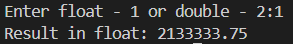 Enter float - 1 or double - 2:1
Result in float: 2133333.75